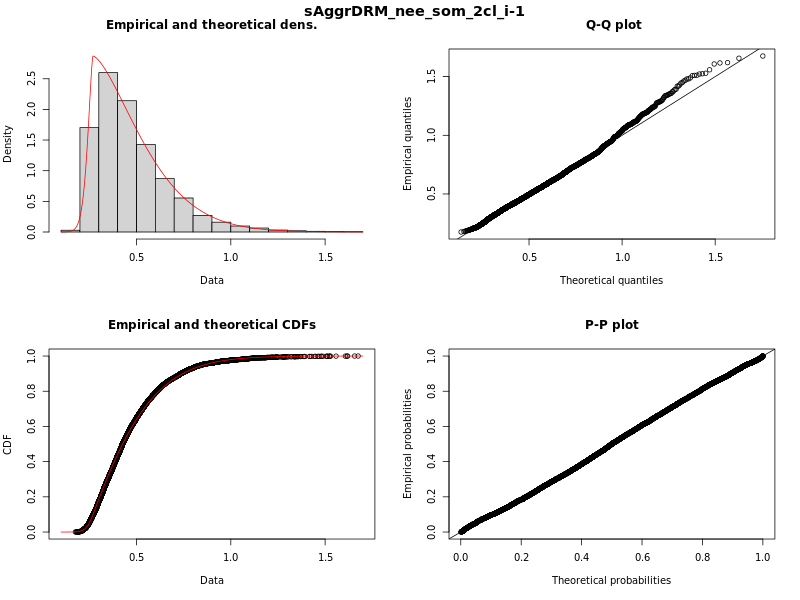 sAggrDRM_nee_som_2cl_i-1
Empirical and theoretical dens.
Density
0.0 0.5 1.0 1.5 2.0 2.5
0.5 1.0 1.5
Data
Q-Q plot
Empirical quantiles
0.5 1.0 1.5
0.5 1.0 1.5
Theoretical quantiles
Empirical and theoretical CDFs
CDF
0.0 0.2 0.4 0.6 0.8 1.0
0.5 1.0 1.5
Data
P-P plot
Empirical probabilities
0.0 0.2 0.4 0.6 0.8 1.0
0.0 0.2 0.4 0.6 0.8 1.0
Theoretical probabilities